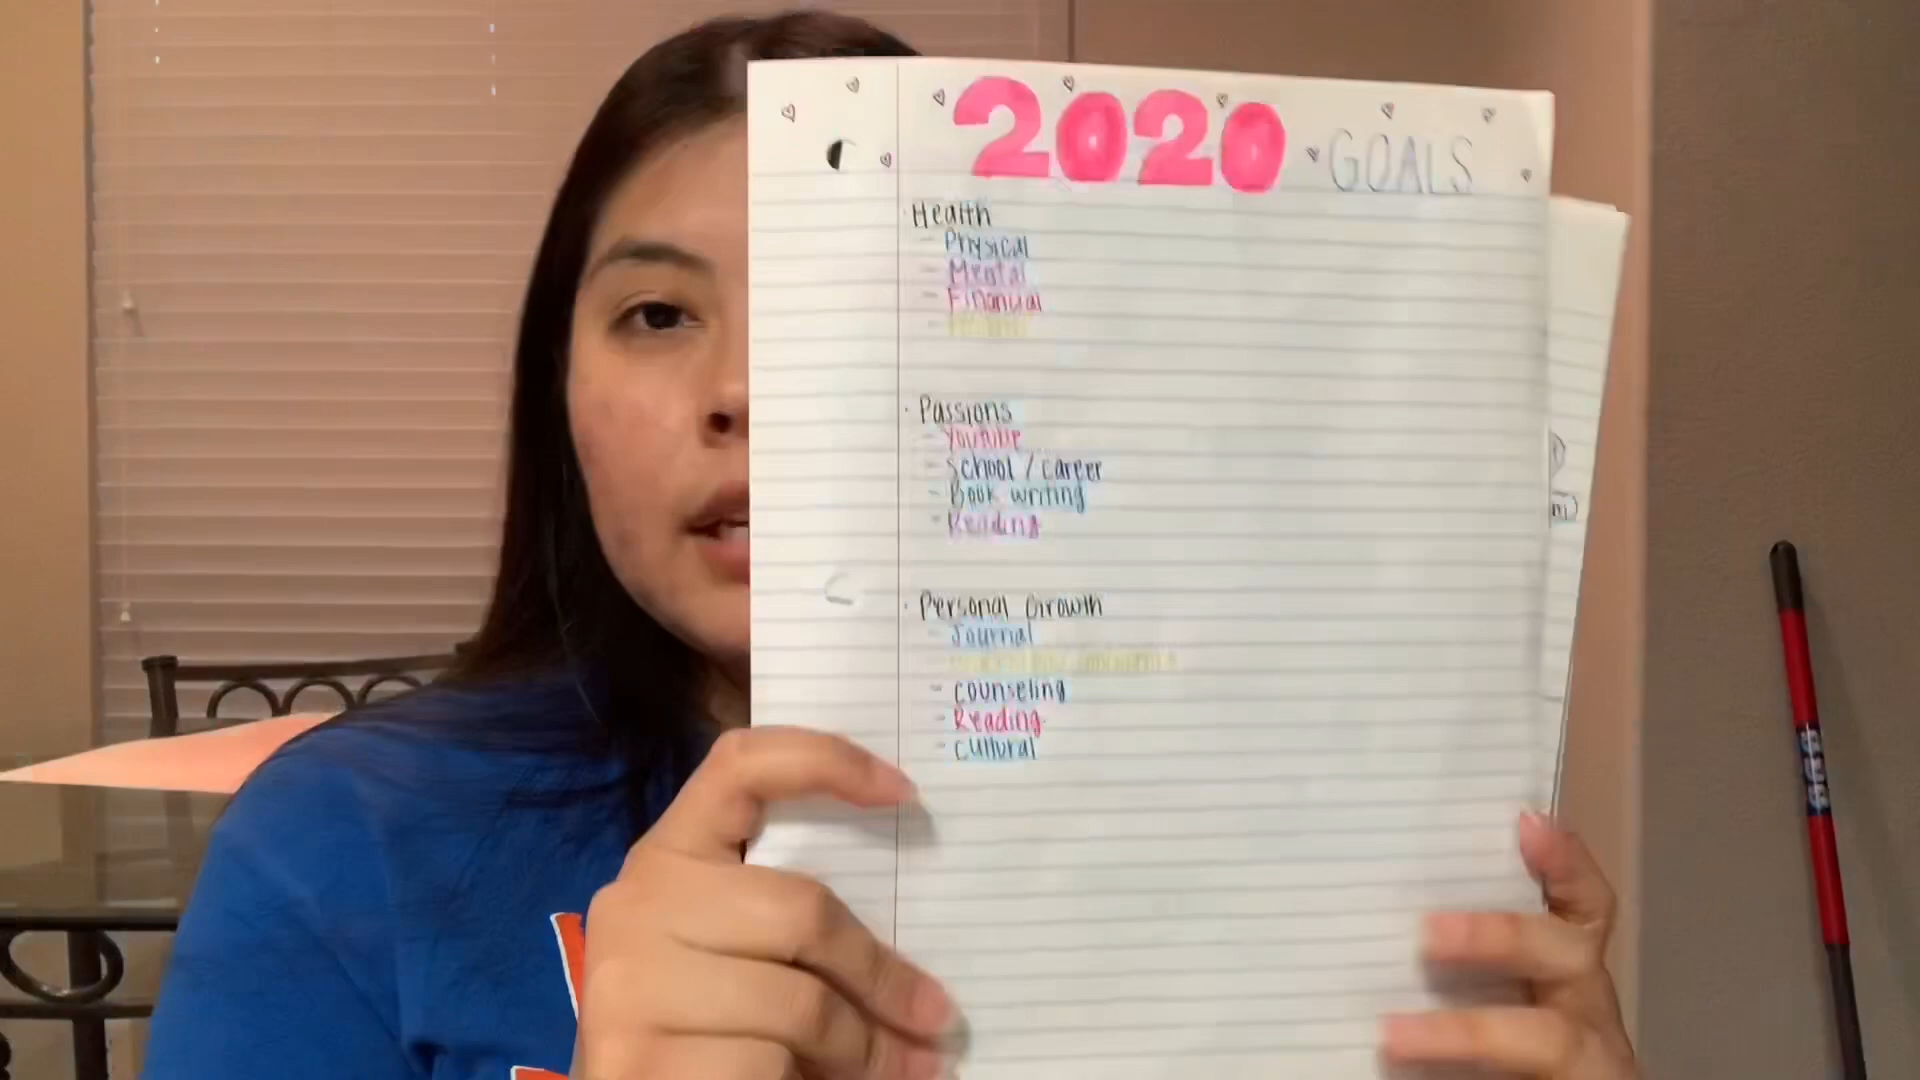 2020 GOALS
· Health
- Physical
- Mental
- Financial
· Passions
- Youtube
- School / career
- Book writing
- Reading
· Personal Growth
- Journal
- counseling
- Reading
- cultural